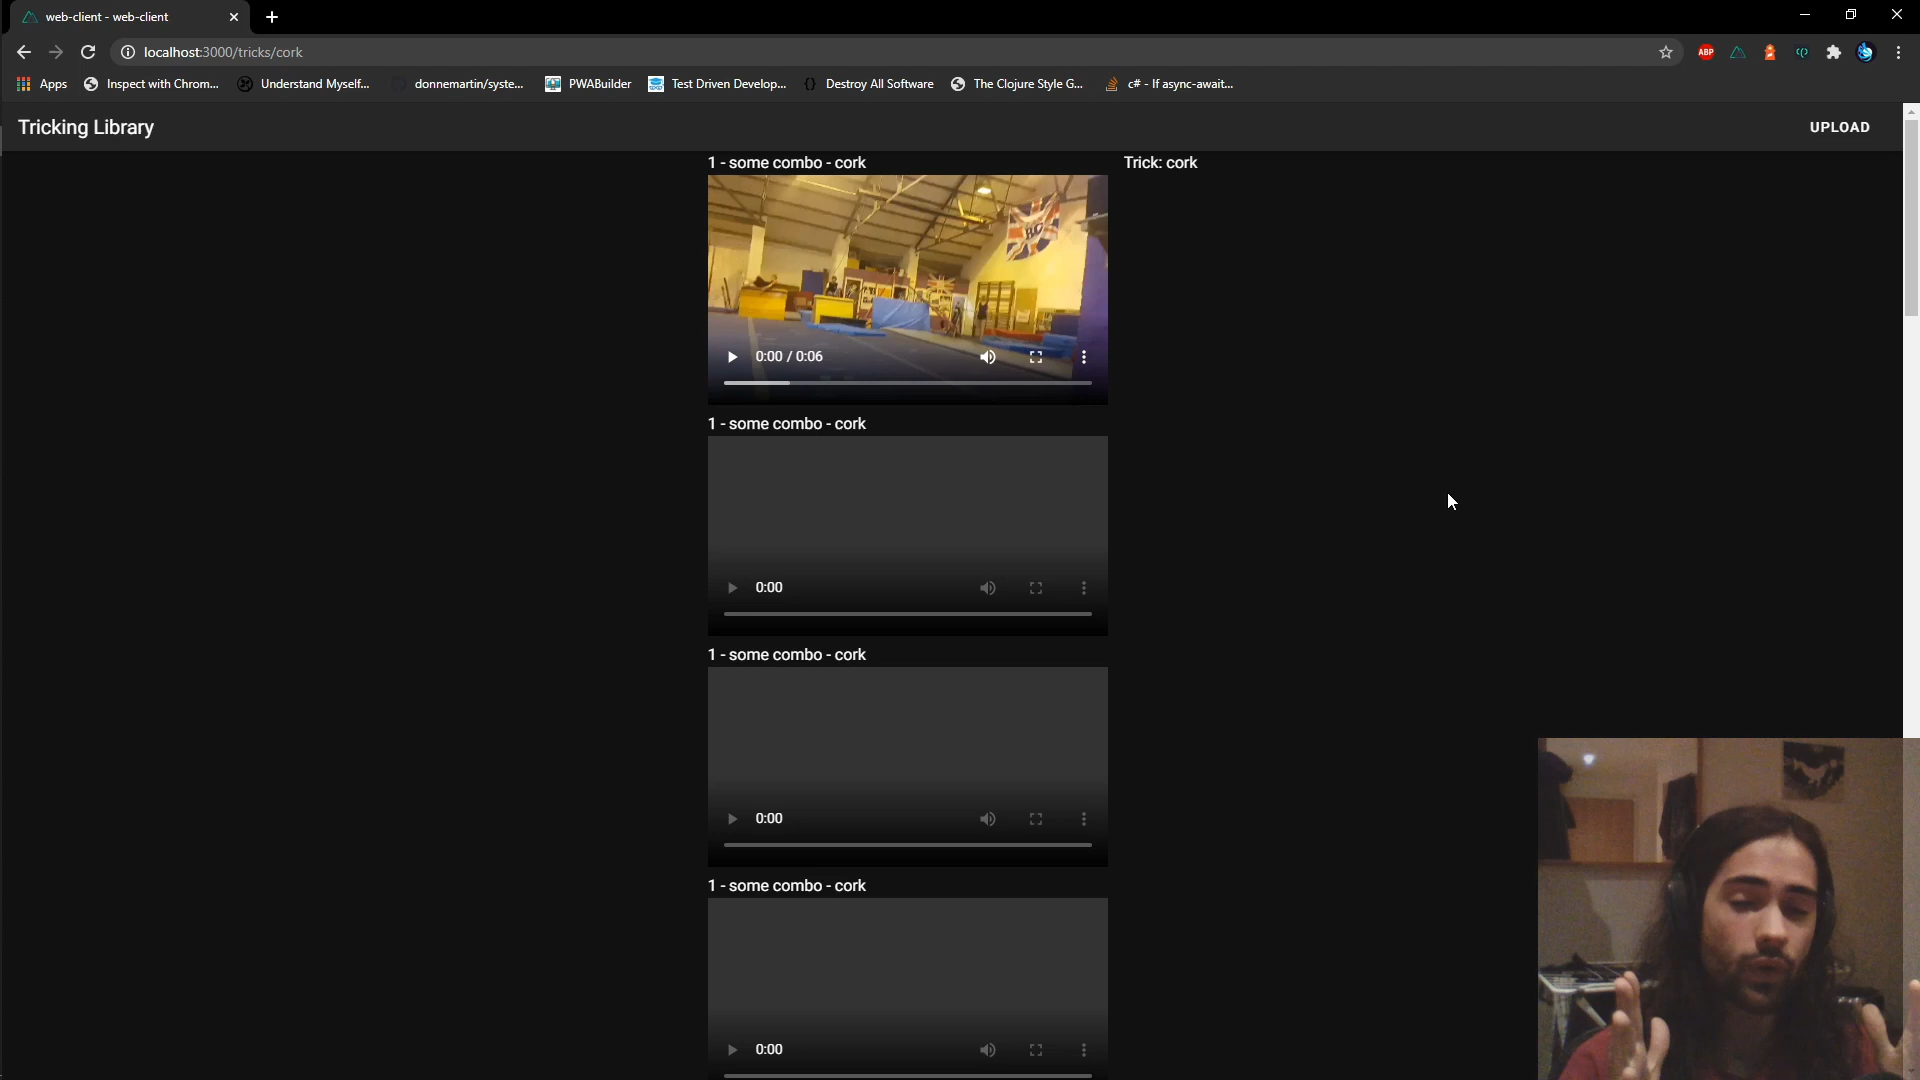 web-client - web-client
localhost:3000/tricks/cork
ABP
Apps
Inspect with Chrom...
Understand Myself...
donnemartin/syste...
PWABuilder
Test Driven Develop...
Destroy All Software
The Clojure Style G...
c# - If async-await...
Tricking Library
UPLOAD
1 - some combo - cork
Trick: cork
0:00 / 0:06
1 - some combo - cork
0:00
1 - some combo - cork
0:00
1 - some combo - cork
0:00